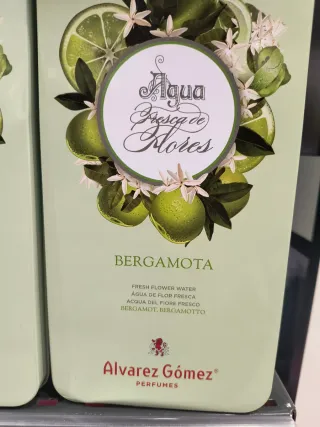 Agua
Fresca de
Flores
BERGAMOTA
FRESH FLOWER WATER
ÁGUA DE FLOR FRESCA
ACQUA DEL FIORE FRESCO
BERGAMOT, BERGAMOTTO
Alvarez Gómez®
PERFUMES